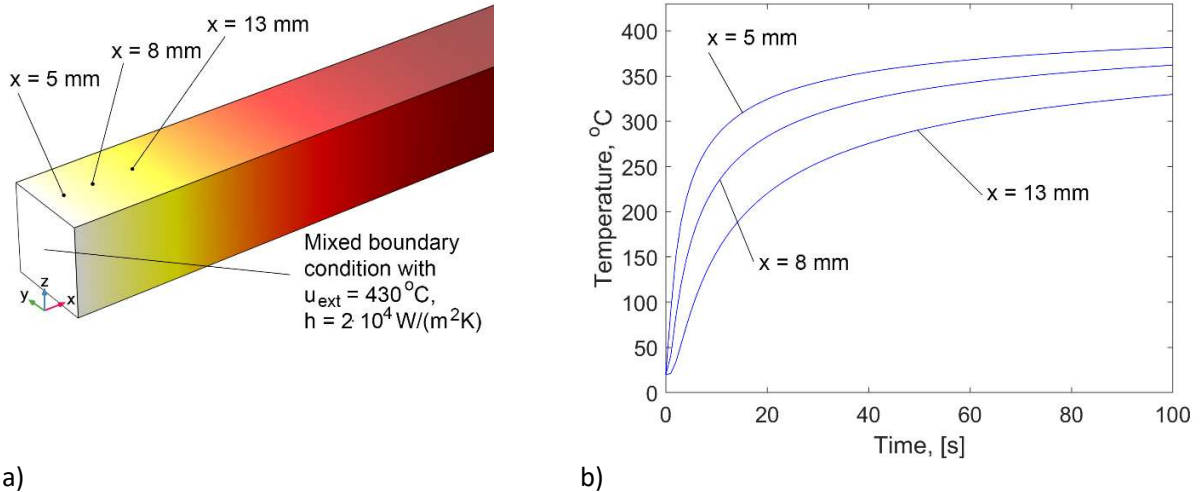 x = 13 mm
x = 8 mm
x = 5 mm
Mixed boundary
condition with
u_ext = 430 °C,
h = 2·10⁴ W/(m²K)
z
y
x
a)
Temperature, °C
400
350
300
250
200
150
100
50
0
x = 5 mm
x = 13 mm
x = 8 mm
0 20 40 60 80 100
Time, [s]
b)